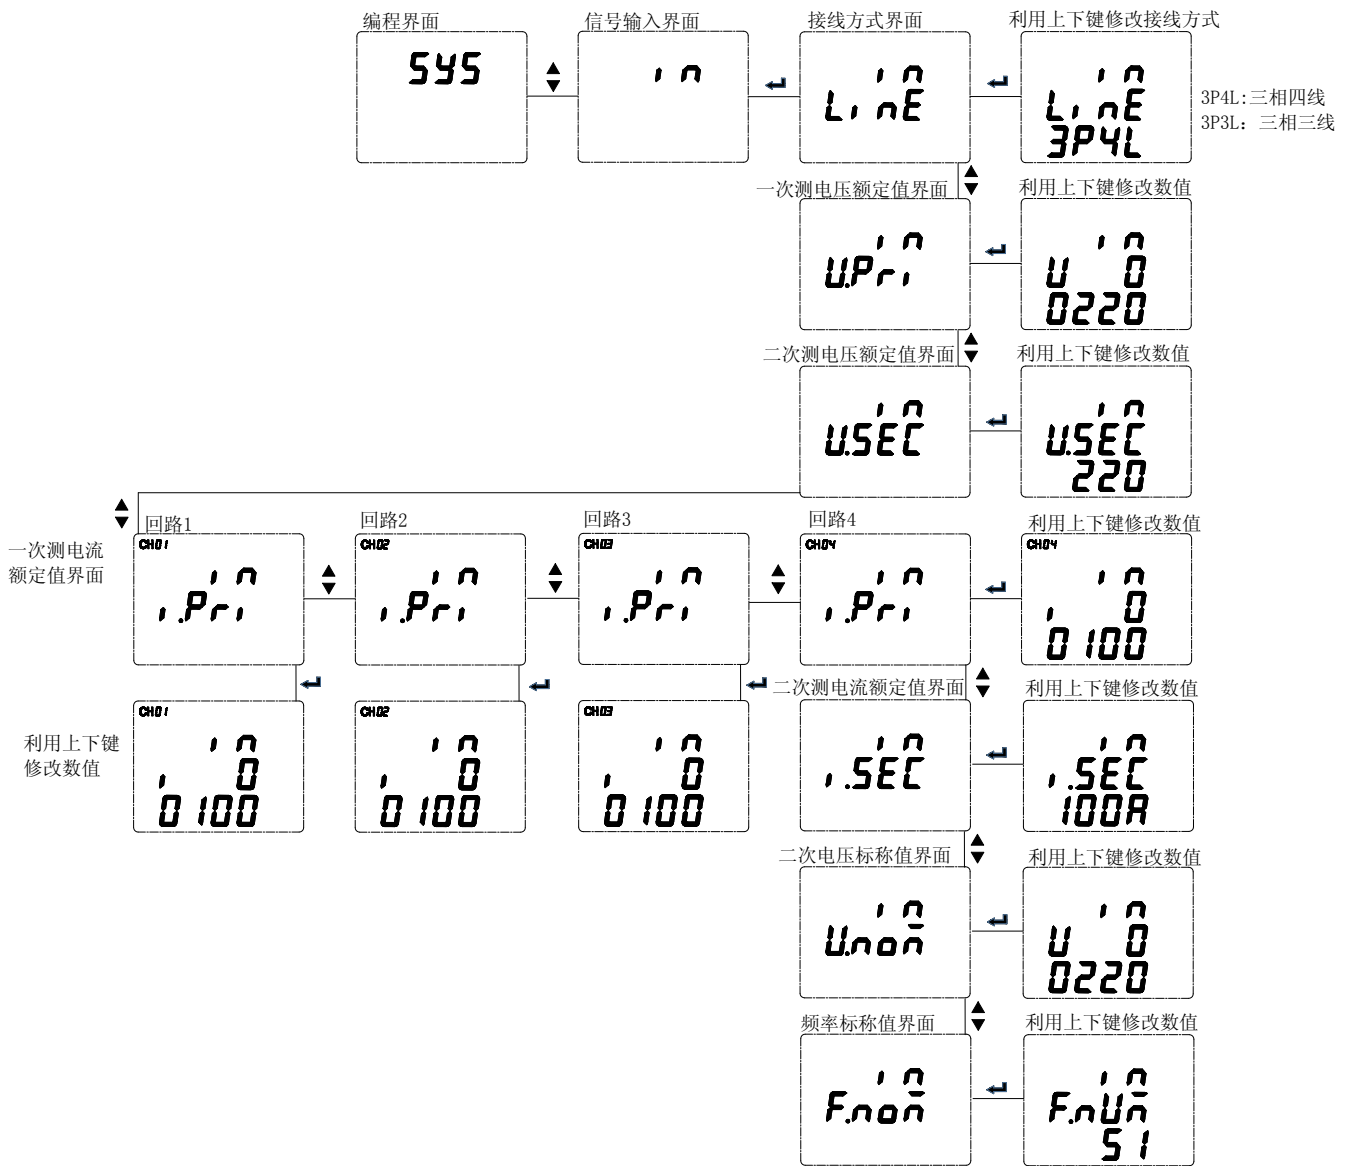 编程界面
信号输入界面
接线方式界面
利用上下键修改接线方式
SYS
in
in
LinE
in
LinE
3P4L
3P4L:三相四线
3P3L: 三相三线
一次测电压额定值界面
利用上下键修改数值
in
U.Pri
in
U 0
0220
二次测电压额定值界面
利用上下键修改数值
in
U.SEC
in
U.SEC
220
一次测电流
额定值界面
回路1
回路2
回路3
回路4
利用上下键修改数值
CH01
in
i.Pri
CH02
in
i.Pri
CH03
in
i.Pri
CH04
in
i.Pri
CH04
in
i 0
0100
利用上下键
修改数值
CH01
in
i 0
0100
CH02
in
i 0
0100
CH03
in
i 0
0100
二次测电流额定值界面
利用上下键修改数值
in
i.SEC
in
i.SEC
100A
二次电压标称值界面
利用上下键修改数值
in
U.nom
in
U 0
0220
频率标称值界面
利用上下键修改数值
in
F.nom
in
F.nUm
51